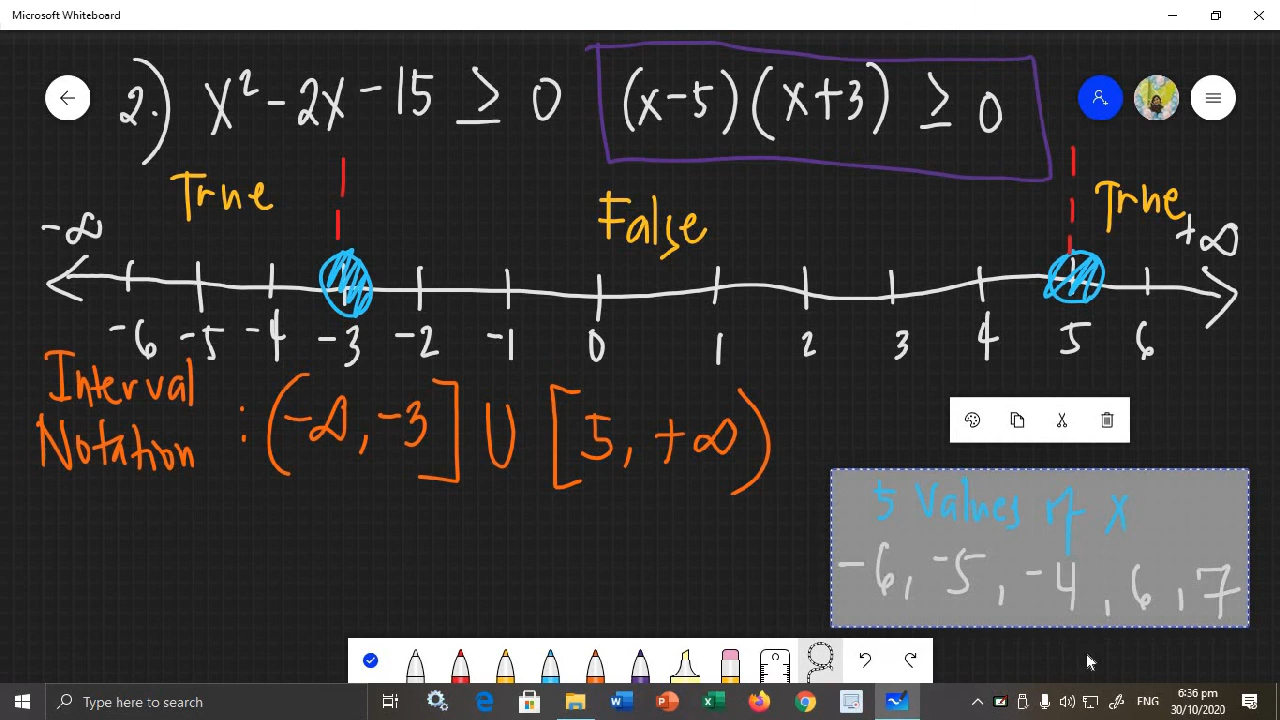 Microsoft Whiteboard
2.) x² - 2x - 15 ≥ 0 (x-5)(x+3) ≥ 0
True False True
-∞ +∞
-6 -5 -4 -3 -2 -1 0 1 2 3 4 5 6
Interval
Notation : (-∞, -3] ∪ [5, +∞)
5 Values of x
-6, -5, -4, 6, 7
Type here to search
ENG
6:36 pm
30/10/2020